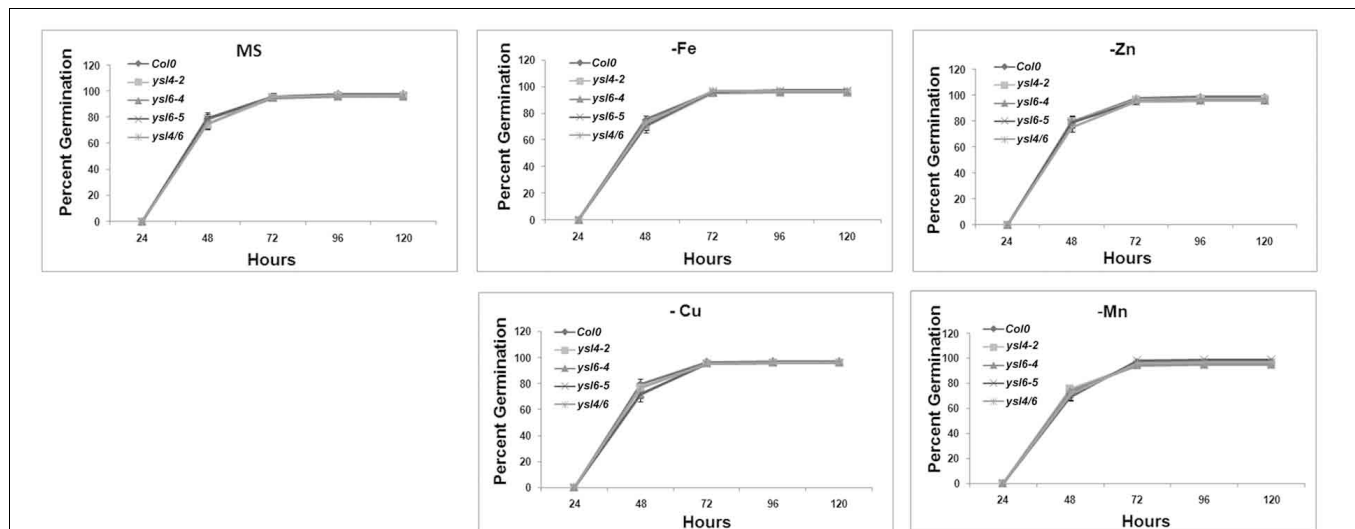 MS
120
100
80
60
40
20
0
Percent Germination
Col0
ysl4-2
ysl6-4
ysl6-5
ysl4/6
24 48 72 96 120
Hours
-Fe
120
100
80
60
40
20
0
Percent Germination
Col0
ysl4-2
ysl6-4
ysl6-5
ysl4/6
24 48 72 96 120
Hours
-Zn
120
100
80
60
40
20
0
Percent Germination
Col0
ysl4-2
ysl6-4
ysl6-5
ysl4/6
24 48 72 96 120
Hours
- Cu
120
100
80
60
40
20
0
Percent Germination
Col0
ysl4-2
ysl6-4
ysl6-5
ysl4/6
24 48 72 96 120
Hours
-Mn
120
100
80
60
40
20
0
Percent Germination
Col0
ysl4-2
ysl6-4
ysl6-5
ysl4/6
24 48 72 96 120
Hours